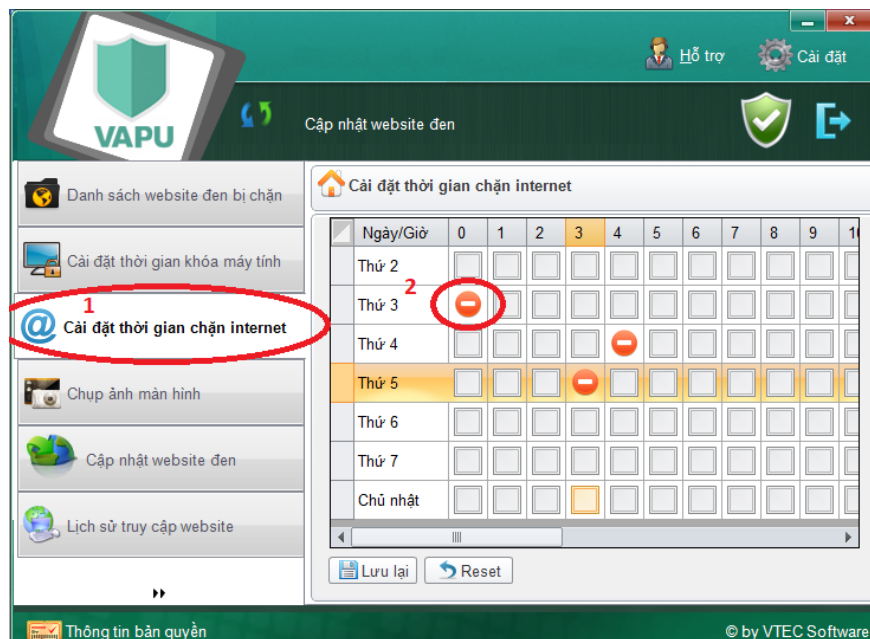 Hỗ trợ
Cài đặt
VAPU
Cập nhật website đen
Danh sách website đen bị chặn
Cài đặt thời gian khóa máy tính
1
Cài đặt thời gian chặn internet
Chụp ảnh màn hình
Cập nhật website đen
Lịch sử truy cập website
Cài đặt thời gian chặn internet
Ngày/Giờ 0 1 2 3 4 5 6 7 8 9 10
Thứ 2
2
Thứ 3
Thứ 4
Thứ 5
Thứ 6
Thứ 7
Chủ nhật
Lưu lại Reset
Thông tin bản quyền
© by VTEC Software